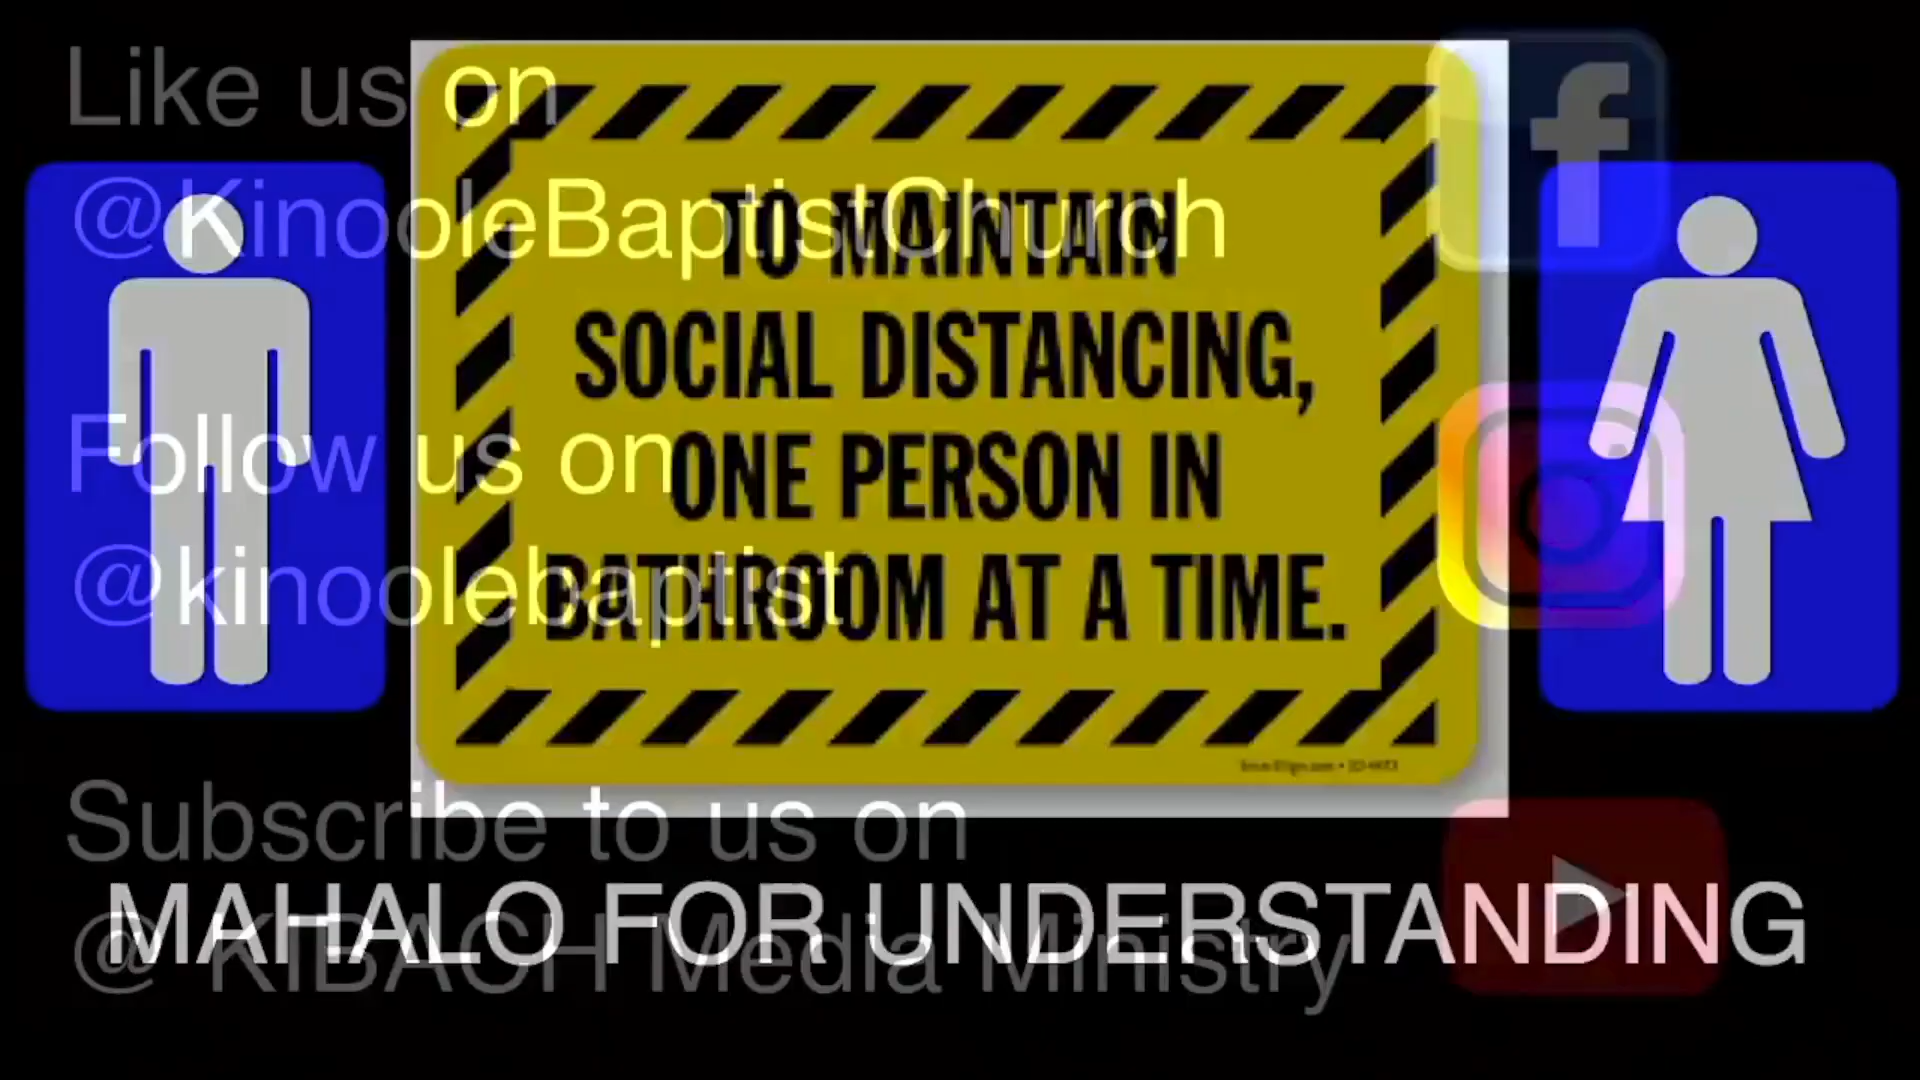 Like us on
@KinooleBaptistChurch
Follow us on
@kinoolebaptist
Subscribe to us on
@ KIBACH Media Ministry
TO MAINTAIN
SOCIAL DISTANCING,
ONE PERSON IN
BATHROOM AT A TIME.
MAHALO FOR UNDERSTANDING